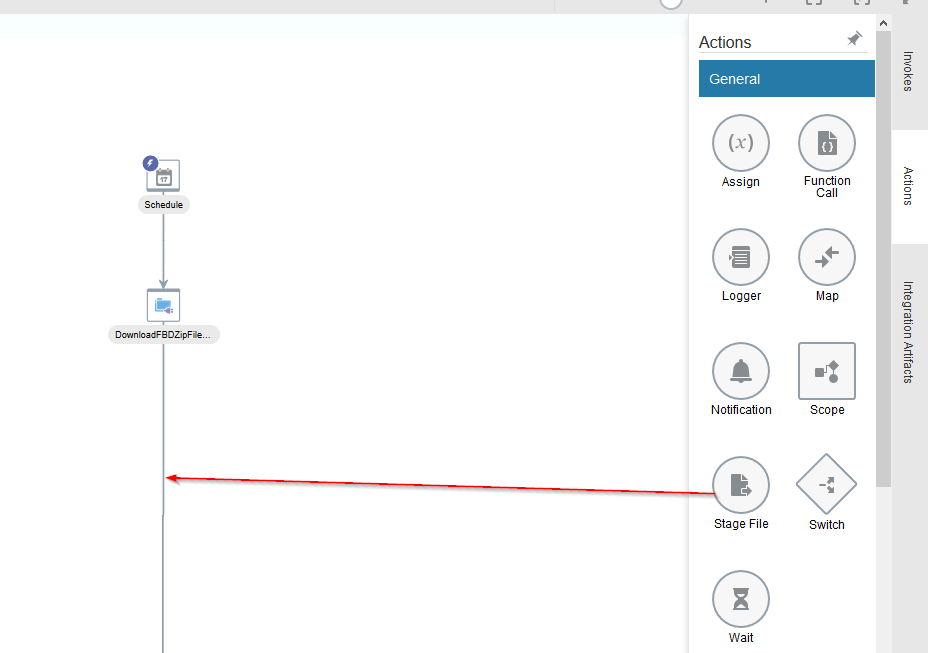 Actions
General
Assign
Function
Call
Logger
Map
Notification
Scope
Stage File
Switch
Wait
Invokes
Actions
Integration Artifacts
17
Schedule
DownloadFBDZipFile...
(x)
{}